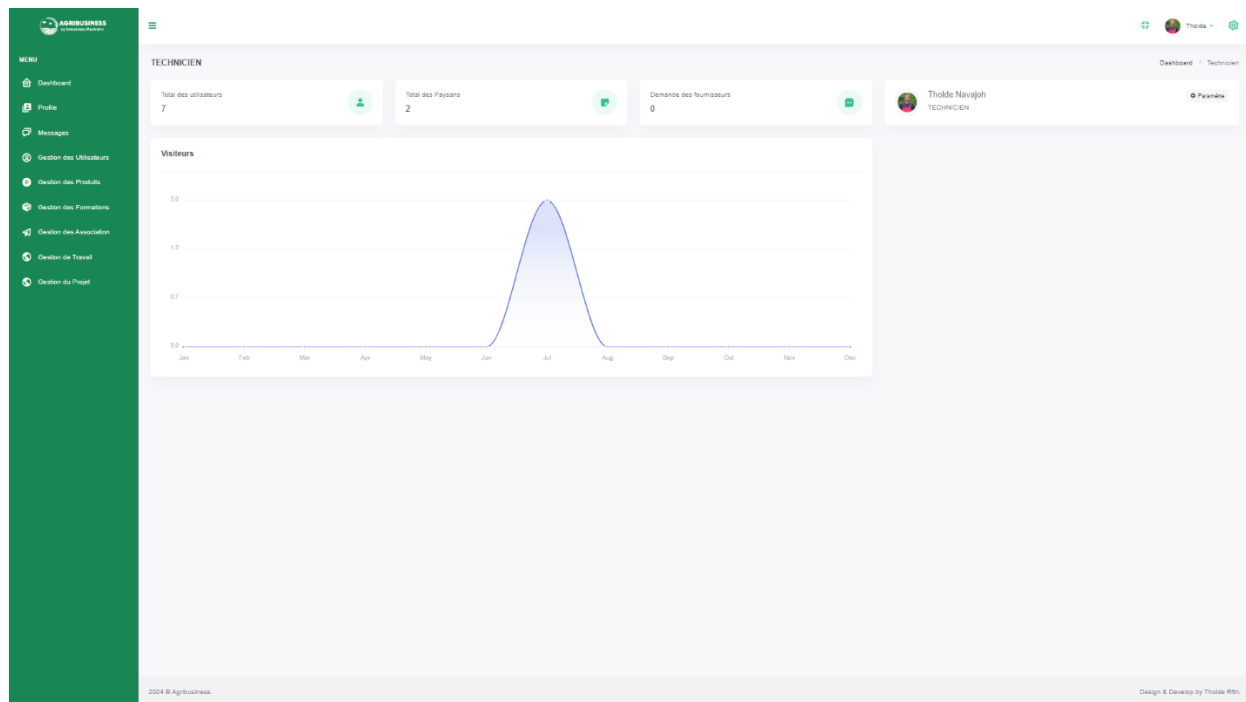 AGRIBUSINESS
Tholde
MENU
Dashboard
Profile
Messages
Gestion des Utilisateurs
Gestion des Produits
Gestion des Formations
Gestion des Association
Gestion de Travail
Gestion du Projet
TECHNICIEN
Dashboard / Technicien
Total des utilisateurs
7
Total des Paysans
2
Demande des fournisseurs
0
Tholde Navajoh
TECHNICIEN
Paramètre
Visiteurs
2.0
1.3
0.7
0.0
Jan Feb Mar Apr May Jun Jul Aug Sep Oct Nov Dec
2024 © Agribusiness.
Design & Develop by Tholde Rfin.